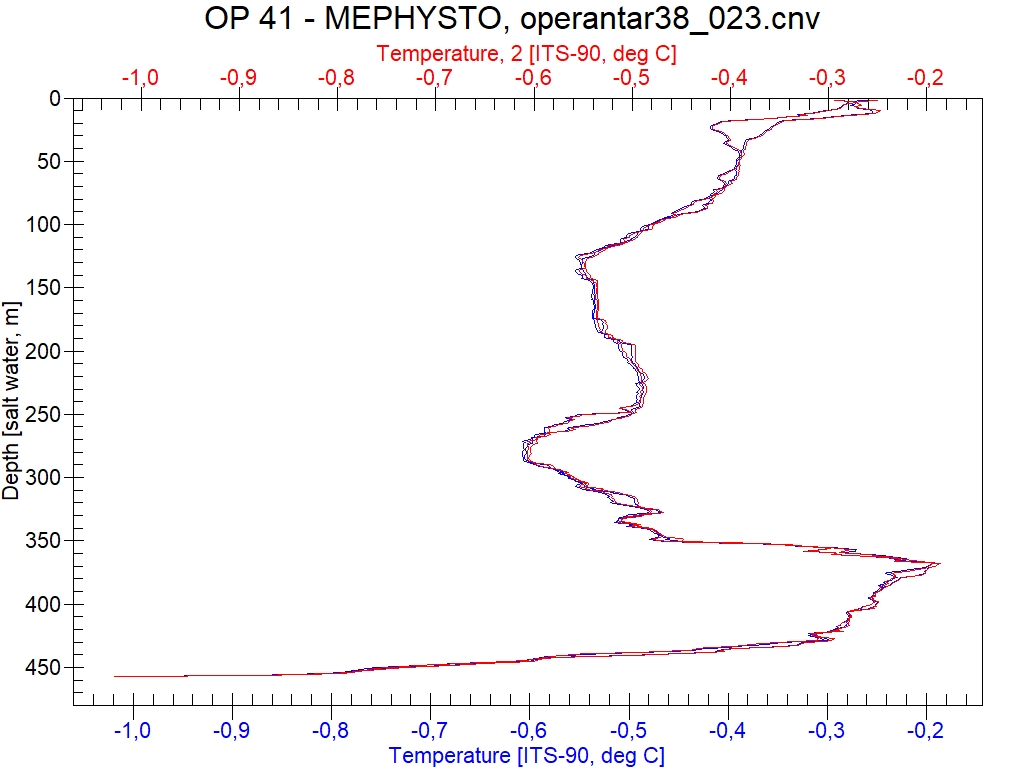 OP 41 - MEPHYSTO, operantar38_023.cnv
Temperature, 2 [ITS-90, deg C]
-1,0 -0,9 -0,8 -0,7 -0,6 -0,5 -0,4 -0,3 -0,2
0
50
100
150
200
250
300
350
400
450
Depth [salt water, m]
-1,0 -0,9 -0,8 -0,7 -0,6 -0,5 -0,4 -0,3 -0,2
Temperature [ITS-90, deg C]